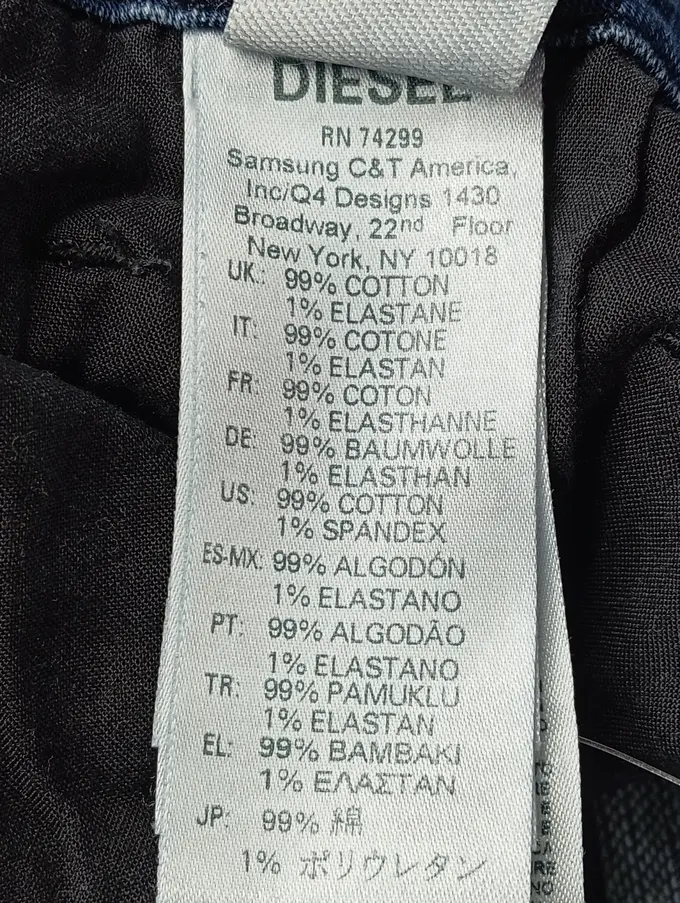 DIESEL
RN 74299
Samsung C&T America,
Inc/Q4 Designs 1430
Broadway, 22nd Floor
New York, NY 10018
UK: 99% COTTON
1% ELASTANE
IT: 99% COTONE
1% ELASTAN
FR: 99% COTON
1% ELASTHANNE
DE: 99% BAUMWOLLE
1% ELASTHAN
US: 99% COTTON
1% SPANDEX
ES-MX: 99% ALGODÓN
1% ELASTANO
PT: 99% ALGODÃO
1% ELASTANO
TR: 99% PAMUKLU
1% ELASTAN
EL: 99% BAMBAKI
1% ΕΛΑΣΤΑΝ
JP: 99% 綿
1% ポリウレタン